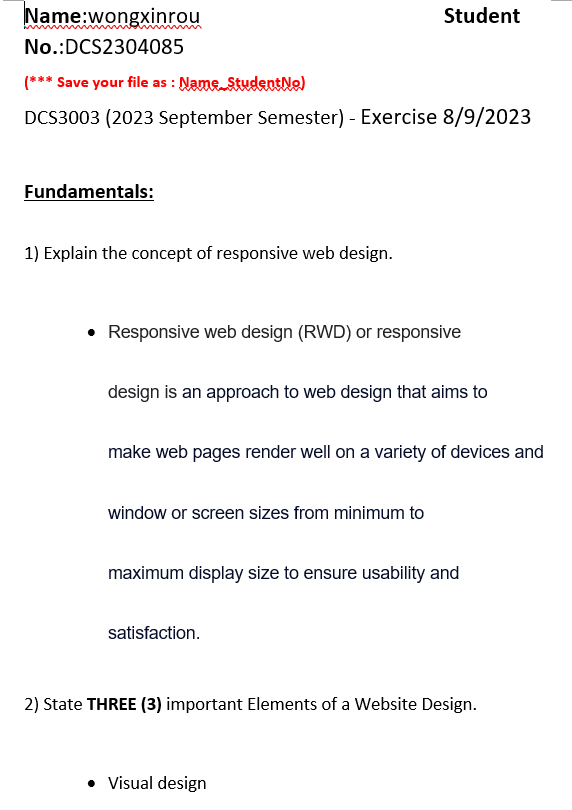 Name:wongxinrou Student
No.:DCS2304085
(*** Save your file as : Name_StudentNo)
DCS3003 (2023 September Semester) - Exercise 8/9/2023
Fundamentals:
1) Explain the concept of responsive web design.
• Responsive web design (RWD) or responsive
design is an approach to web design that aims to
make web pages render well on a variety of devices and
window or screen sizes from minimum to
maximum display size to ensure usability and
satisfaction.
2) State THREE (3) important Elements of a Website Design.
• Visual design